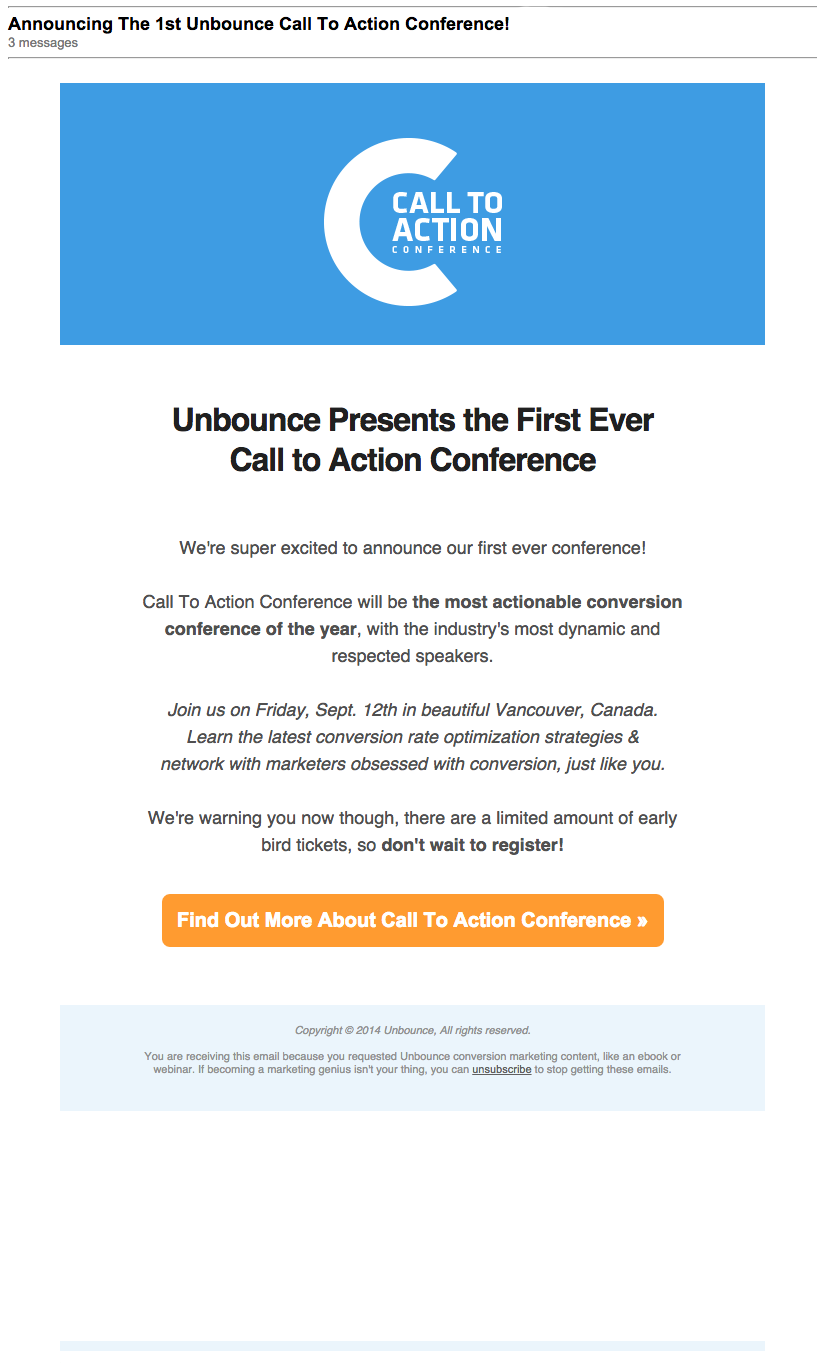 Announcing The 1st Unbounce Call To Action Conference!
3 messages
CALL TO
ACTION
CONFERENCE
Unbounce Presents the First Ever
Call to Action Conference
We're super excited to announce our first ever conference!
Call To Action Conference will be the most actionable conversion
conference of the year, with the industry's most dynamic and
respected speakers.
Join us on Friday, Sept. 12th in beautiful Vancouver, Canada.
Learn the latest conversion rate optimization strategies &
network with marketers obsessed with conversion, just like you.
We're warning you now though, there are a limited amount of early
bird tickets, so don't wait to register!
Find Out More About Call To Action Conference »
Copyright © 2014 Unbounce, All rights reserved.
You are receiving this email because you requested Unbounce conversion marketing content, like an ebook or
webinar. If becoming a marketing genius isn't your thing, you can unsubscribe to stop getting these emails.